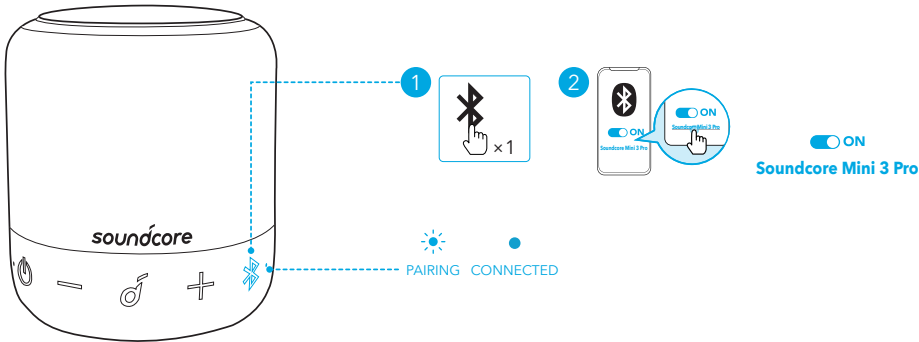 1
×1
2
ON
Soundcore Mini 3 Pro
ON
Soundcore Mini 3 Pro
ON
Soundcore Mini 3 Pro
soundcore
PAIRING CONNECTED